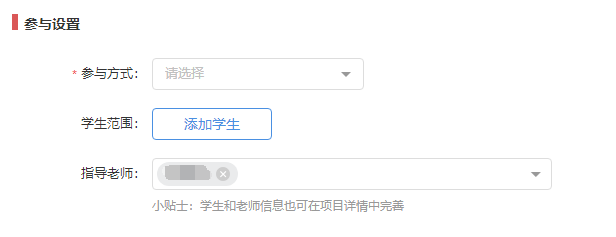 参与设置
* 参与方式: 请选择
学生范围: 添加学生
指导老师:
小贴士：学生和老师信息也可在项目详情中完善